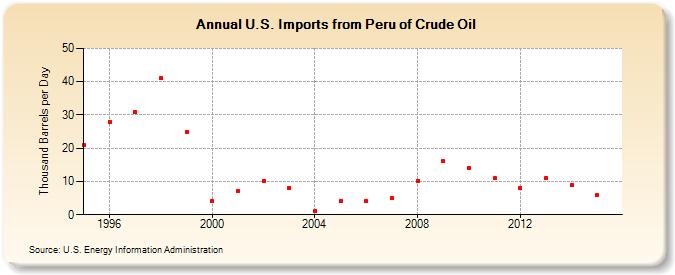 Annual U.S. Imports from Peru of Crude Oil
Thousand Barrels per Day
50
40
30
20
10
0
1996 2000 2004 2008 2012
Source: U.S. Energy Information Administration